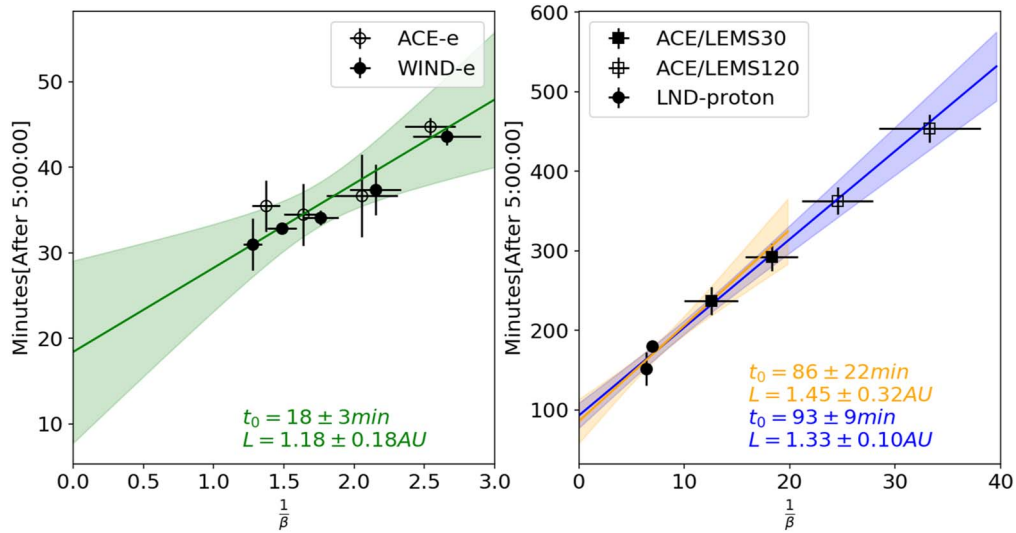 ACE-e
WIND-e
Minutes[After 5:00:00]
50
40
30
20
10
0.0 0.5 1.0 1.5 2.0 2.5 3.0
1/β
t₀ = 18 ± 3min
L = 1.18 ± 0.18AU
ACE/LEMS30
ACE/LEMS120
LND-proton
Minutes[After 5:00:00]
600
500
400
300
200
100
0 10 20 30 40
1/β
t₀ = 86 ± 22min
L = 1.45 ± 0.32AU
t₀ = 93 ± 9min
L = 1.33 ± 0.10AU